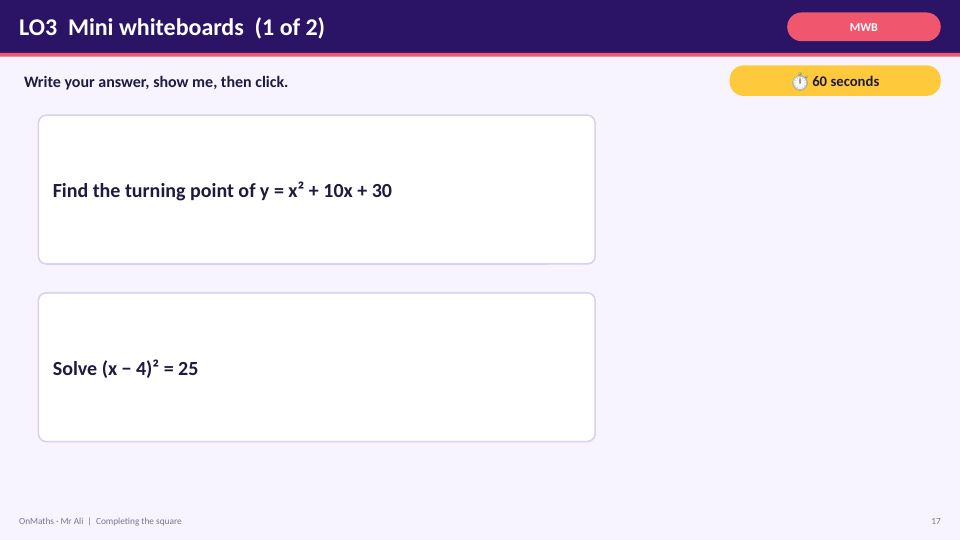 LO3  Mini whiteboards  (1 of 2)
MWB
Write your answer, show me, then click.
⏱ 60 seconds
Find the turning point of y = x² + 10x + 30
Solve (x − 4)² = 25
OnMaths - Mr Ali  |  Completing the square
17